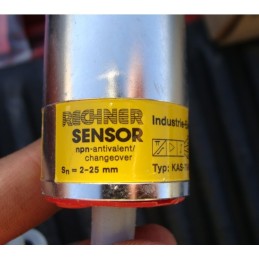 RECHNER
SENSOR
npn-antivalent/
changeover
Sn = 2-25 mm
Industrie-
Typ: KAS-